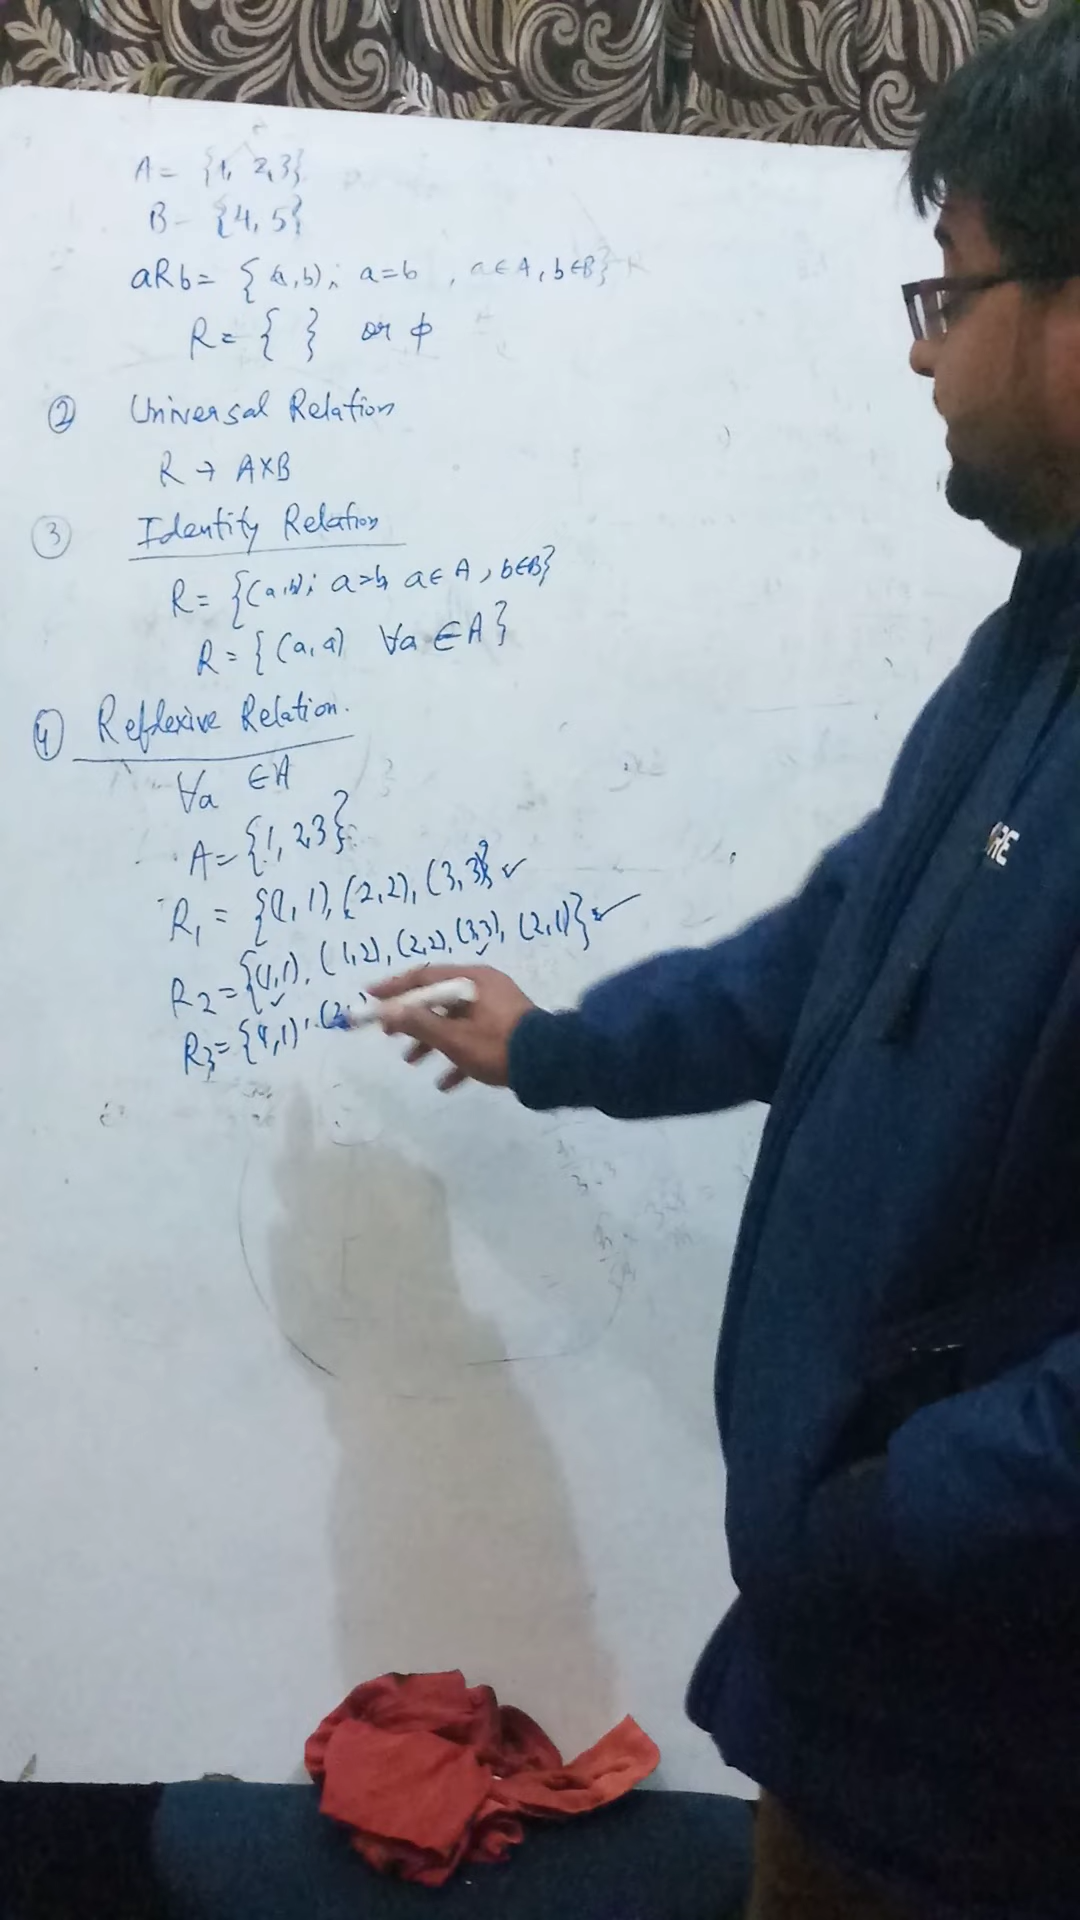 A = {1, 2,3}
B - {4, 5}
aRb = {(a,b); a=b , a∈A, b∈B}
R = { } or ϕ
② Universal Relation
R → A×B
③ Identity Relation
R = {(a,b); a=b, a∈A, b∈B}
R = {(a,a) ∀a ∈A}
④ Reflexive Relation.
∀a ∈A
A = {1, 2,3}
R₁ = {(1,1), (2,2), (3,3)} ✓
R₂ = {(1,1), (1,2), (2,2), (3,3), (2,1)} ✓
R₃ = {(1,1), (2,